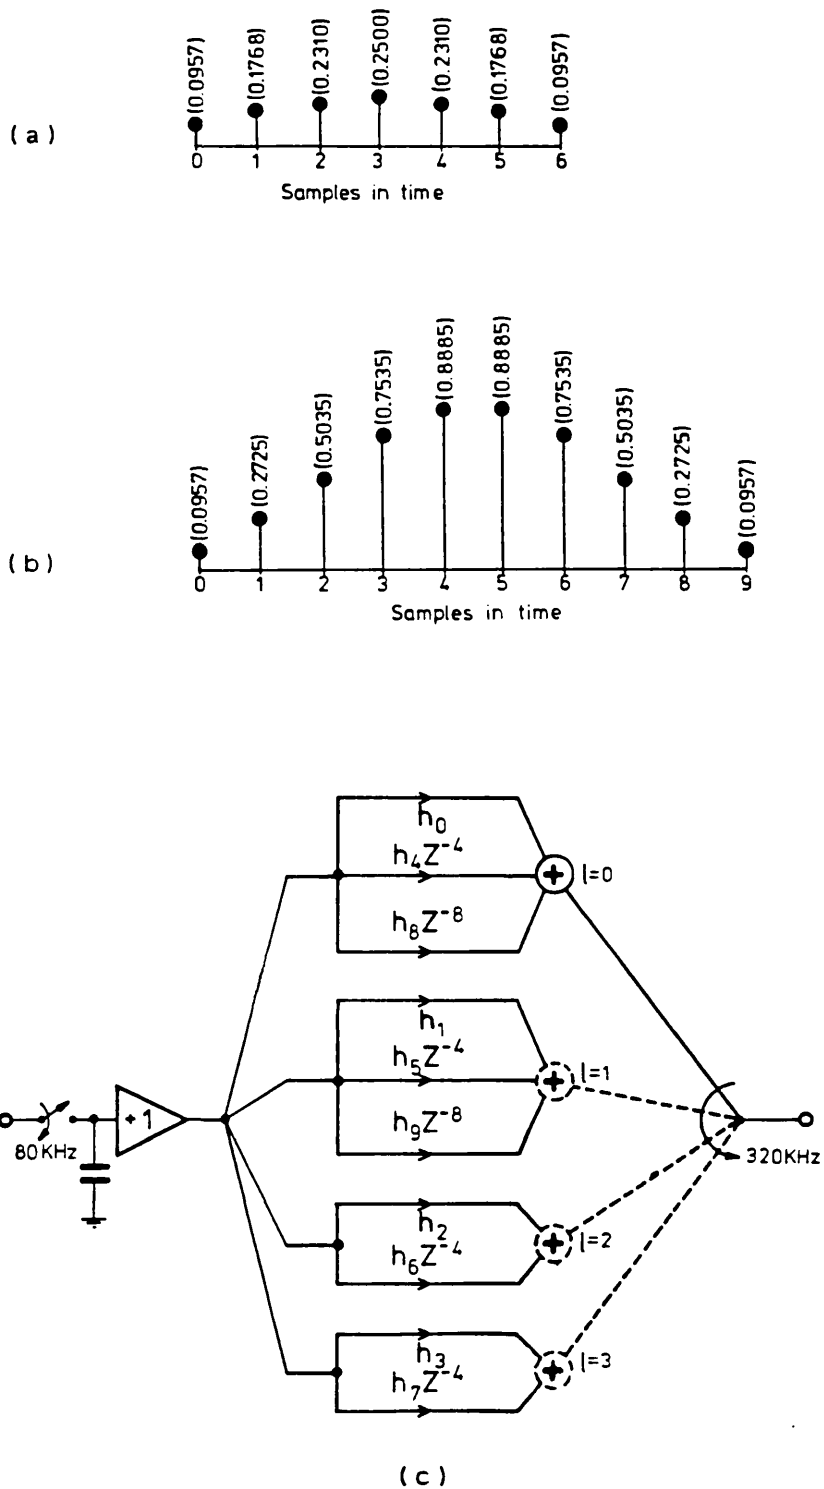 (0.0957) (0.1768) (0.2310) (0.2500) (0.2310) (0.1768) (0.0957)
(a)
0 1 2 3 4 5 6
Samples in time
(0.0957) (0.2725) (0.5035) (0.7535) (0.8885) (0.8885) (0.7535) (0.5035) (0.2725) (0.0957)
(b)
0 1 2 3 4 5 6 7 8 9
Samples in time
h₀
h₄Z⁻⁴
+ l=0
h₈Z⁻⁸
h₁
h₅Z⁻⁴
+ l=1
h₉Z⁻⁸
+1
80KHz
320KHz
h₂
+ l=2
h₆Z⁻⁴
h₃
+ l=3
h₇Z⁻⁴
(c)